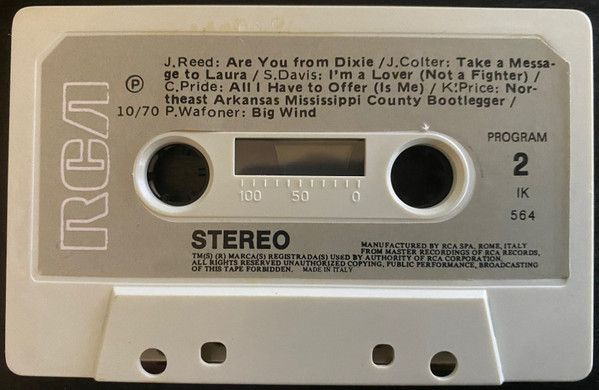 RCA
J.Reed: Are You from Dixie / J.Colter: Take a Messa-
ge to Laura / S.Davis: I'm a Lover (Not a Fighter) /
C.Pride: All I Have to Offer (Is Me) / K.Price: Nor-
theast Arkansas Mississippi County Bootlegger /
P.Wafoner: Big Wind
Ⓟ
10/70
PROGRAM
2
IK
564
100 50 0
STEREO
MANUFACTURED BY RCA SPA, ROME, ITALY
FROM MASTER RECORDINGS OF RCA RECORDS,
TM(S) (R) MARCA(S) REGISTRADA(S) USED BY AUTHORITY OF RCA CORPORATION
ALL RIGHTS RESERVED UNAUTHORIZED COPYING, PUBLIC PERFORMANCE, BROADCASTING
OF THIS TAPE FORBIDDEN. MADE IN ITALY